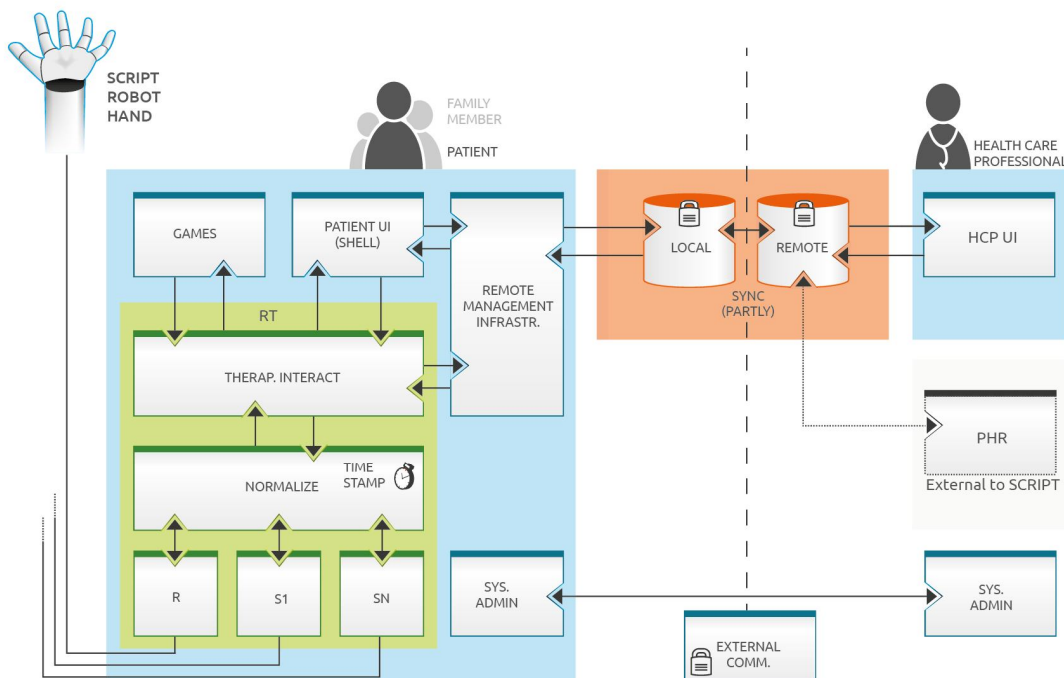 SCRIPT
ROBOT
HAND
FAMILY
MEMBER
PATIENT
HEALTH CARE
PROFESSIONAL
GAMES
PATIENT UI
(SHELL)
REMOTE
MANAGEMENT
INFRASTR.
LOCAL
REMOTE
SYNC
(PARTLY)
HCP UI
RT
THERAP. INTERACT
NORMALIZE
TIME
STAMP
R
S1
SN
SYS.
ADMIN
PHR
External to SCRIPT
SYS.
ADMIN
EXTERNAL
COMM.